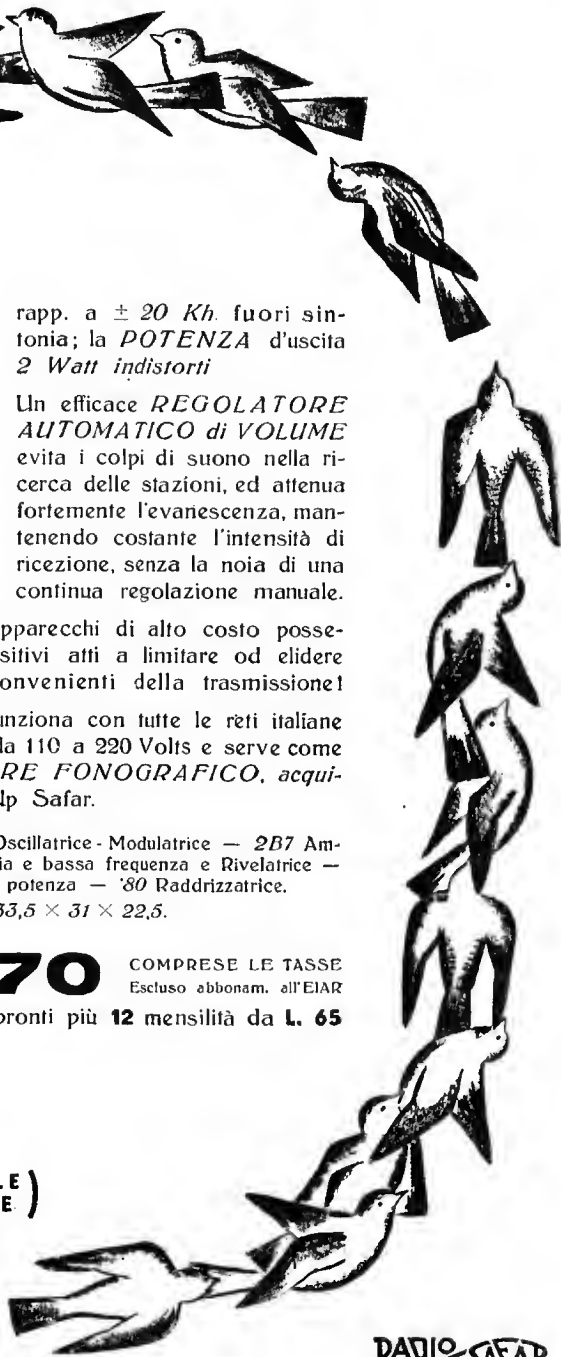 rapp. a ± 20 Kh. fuori sin-
tonia; la POTENZA d'uscita
2 Watt indistorti
Un efficace REGOLATORE
AUTOMATICO di VOLUME
evita i colpi di suono nella ri-
cerca delle stazioni, ed attenua
fortemente l'evanescenza, man-
tenendo costante l'intensità di
ricezione, senza la noia di una
continua regolazione manuale.
pparecchi di alto costo posse-
sitivi atti a limitare od elidere
convenienti della trasmissione!
unziona con tutte le reti italiane
da 110 a 220 Volts e serve come
RE FONOGRAFICO, acqui-
Np Safar.
Oscillatrice - Modulatrice — 2B7 Am-
ia e bassa frequenza e Rivelatrice —
potenza — '80 Raddrizzatrice.
33,5 × 31 × 22,5.
70 COMPRESE LE TASSE
Escluso abbonam. all'EIAR
pronti più 12 mensilità da L. 65
LE
E )
RADIO SAFAR